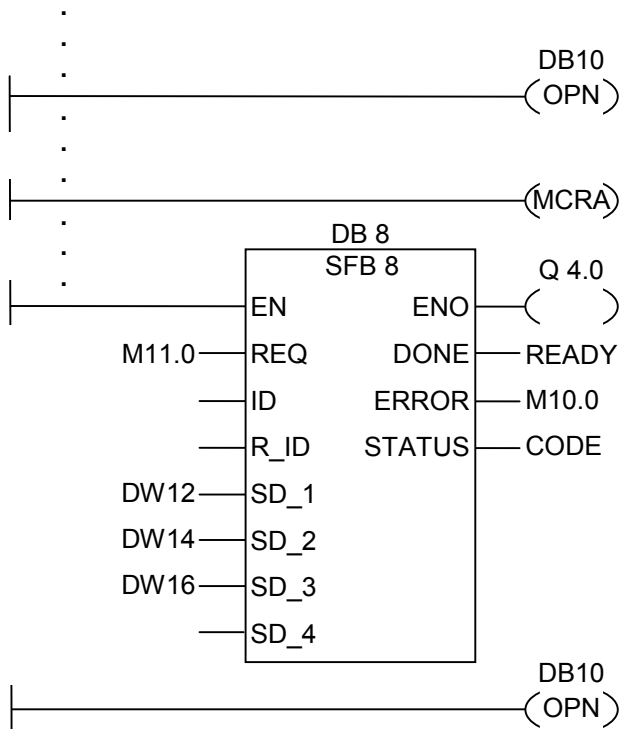 DB10
OPN
MCRA
DB 8
SFB 8
Q 4.0
EN ENO
M11.0 REQ DONE READY
ID ERROR M10.0
R_ID STATUS CODE
DW12 SD_1
DW14 SD_2
DW16 SD_3
SD_4
DB10
OPN